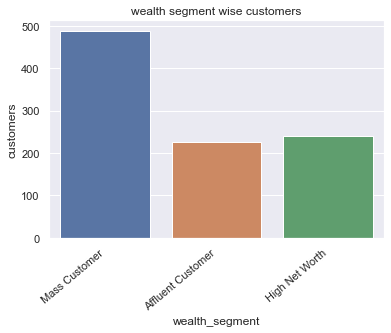 wealth segment wise customers
500
400
300
200
100
0
customers
Mass Customer
Affluent Customer
High Net Worth
wealth_segment